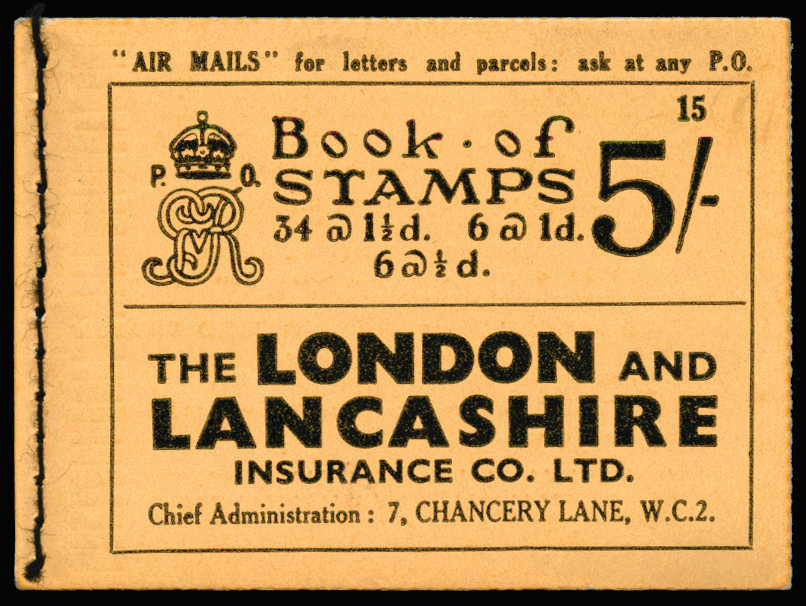 "AIR MAILS" for letters and parcels: ask at any P.O.
15
P. O.
GR
Book · of
STAMPS
5/-
34 @ 1½d. 6 @ 1d.
6 @ ½d.
THE LONDON AND
LANCASHIRE
INSURANCE CO. LTD.
Chief Administration: 7, CHANCERY LANE, W.C.2.